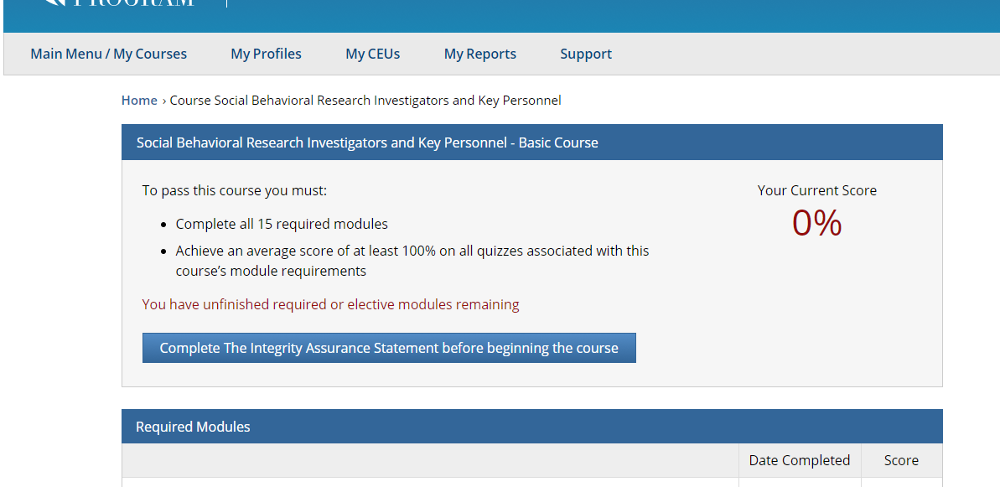 PROGRAM
Main Menu / My Courses My Profiles My CEUs My Reports Support
Home › Course Social Behavioral Research Investigators and Key Personnel
Social Behavioral Research Investigators and Key Personnel - Basic Course
To pass this course you must:
Your Current Score
0%
• Complete all 15 required modules
• Achieve an average score of at least 100% on all quizzes associated with this
course’s module requirements
You have unfinished required or elective modules remaining
Complete The Integrity Assurance Statement before beginning the course
Required Modules
Date Completed Score